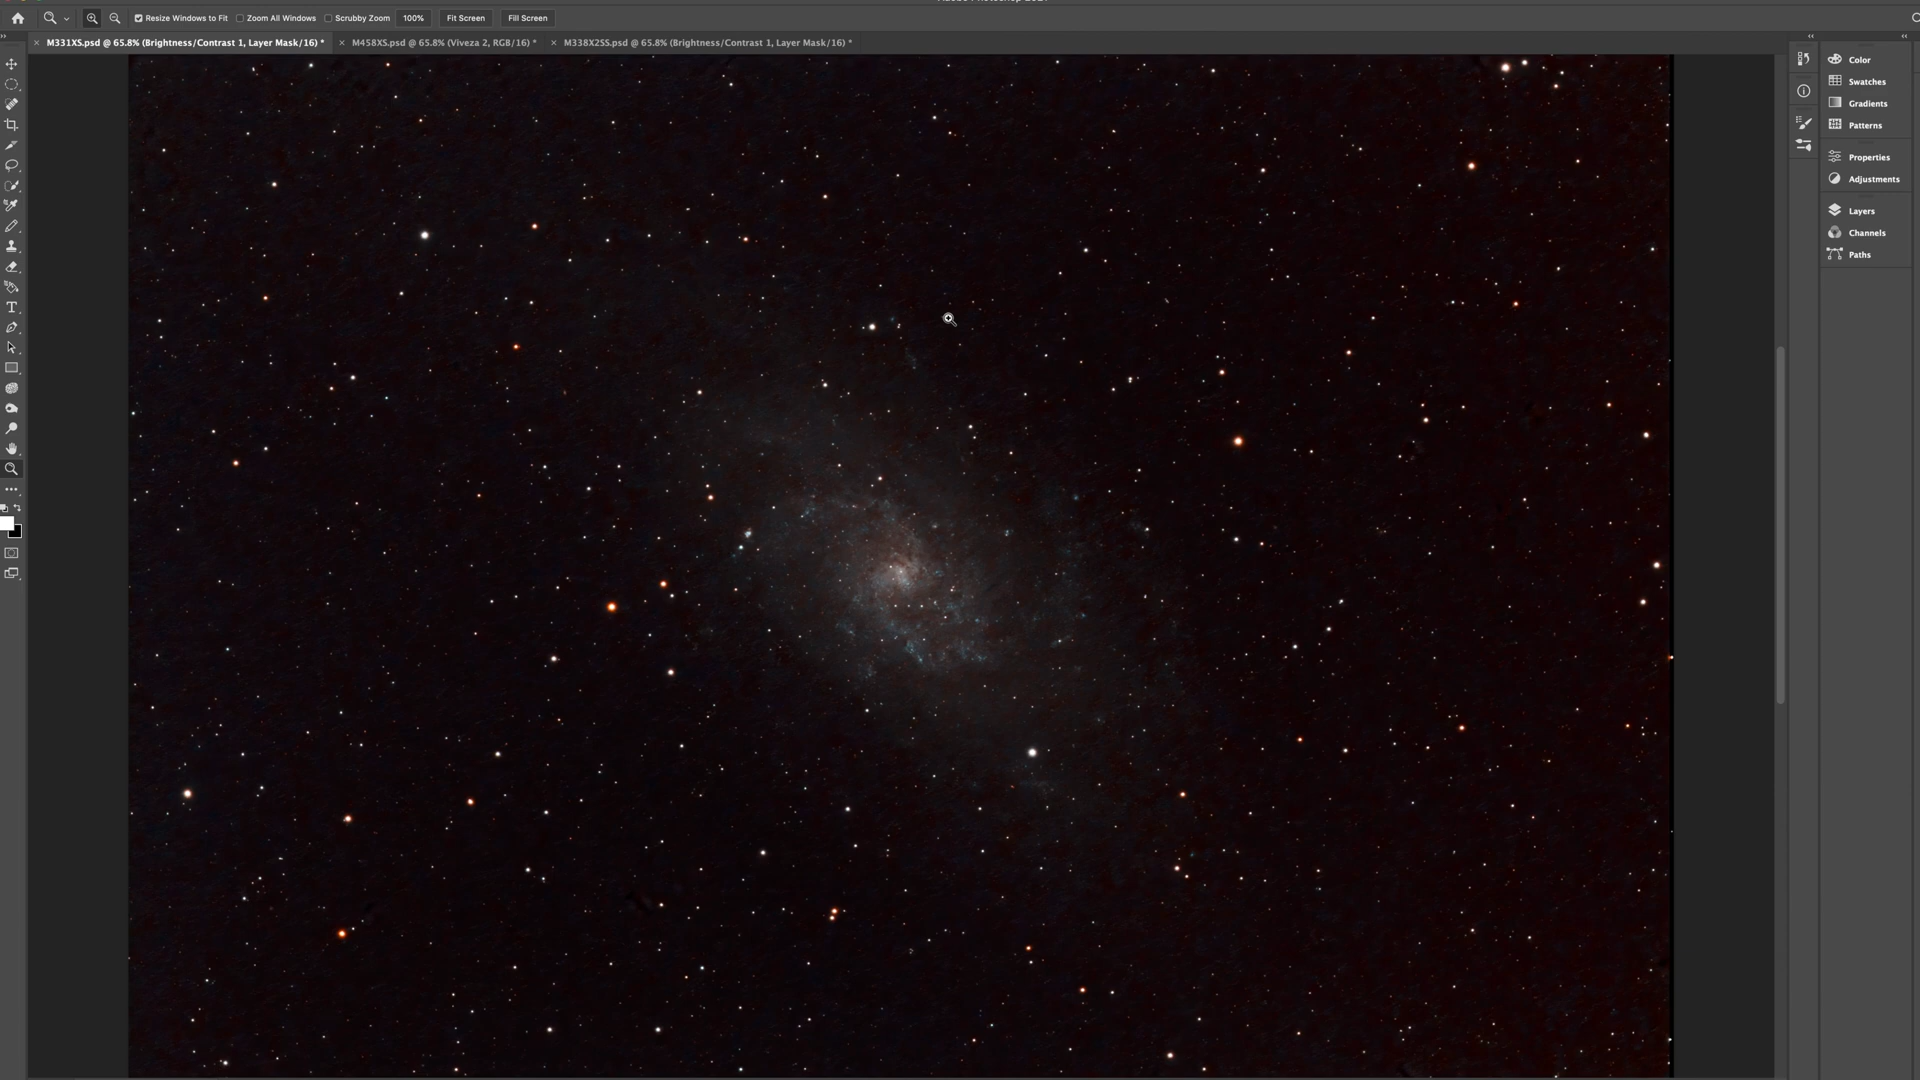 Resize Windows to Fit Zoom All Windows Scrubby Zoom 100% Fit Screen Fill Screen
M331XS.psd @ 65.8% (Brightness/Contrast 1, Layer Mask/16) * M458XS.psd @ 65.8% (Viveza 2, RGB/16) * M338X2SS.psd @ 65.8% (Brightness/Contrast 1, Layer Mask/16) *
Color
Swatches
Gradients
Patterns
Properties
Adjustments
Layers
Channels
Paths